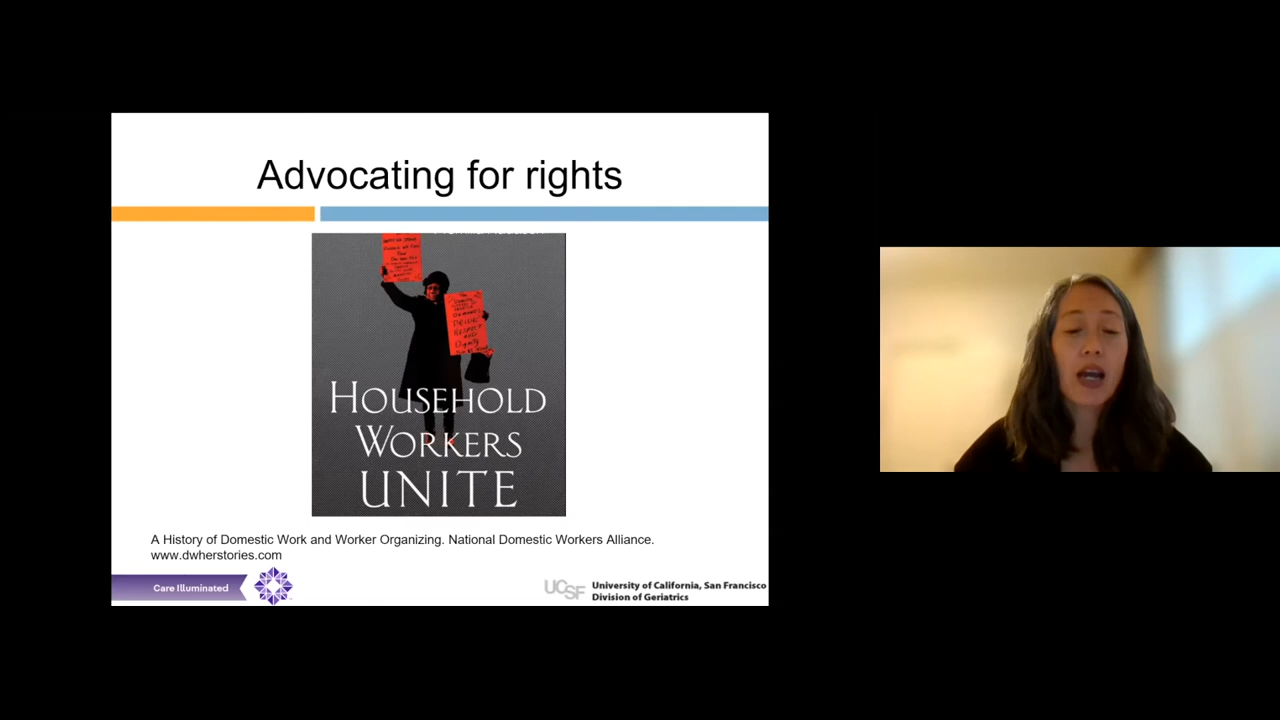 Advocating for rights
HOUSEHOLD
WORKERS
UNITE
A History of Domestic Work and Worker Organizing. National Domestic Workers Alliance.
www.dwherstories.com
Care Illuminated
UCSF
University of California, San Francisco
Division of Geriatrics